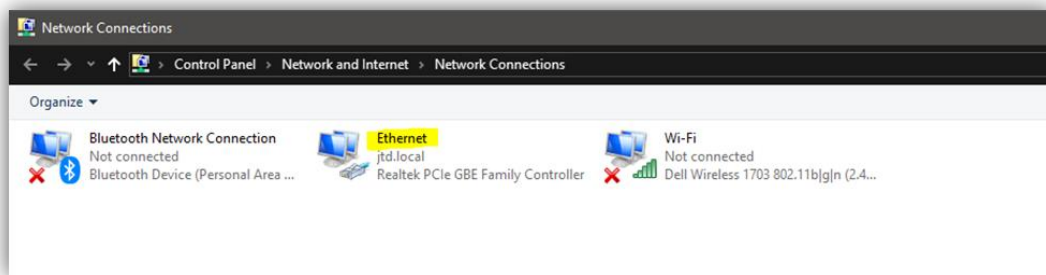 Network Connections
Control Panel > Network and Internet > Network Connections
Organize
Bluetooth Network Connection
Not connected
Bluetooth Device (Personal Area ...
Ethernet
jtd.local
Realtek PCIe GBE Family Controller
Wi-Fi
Not connected
Dell Wireless 1703 802.11b|g|n (2.4...